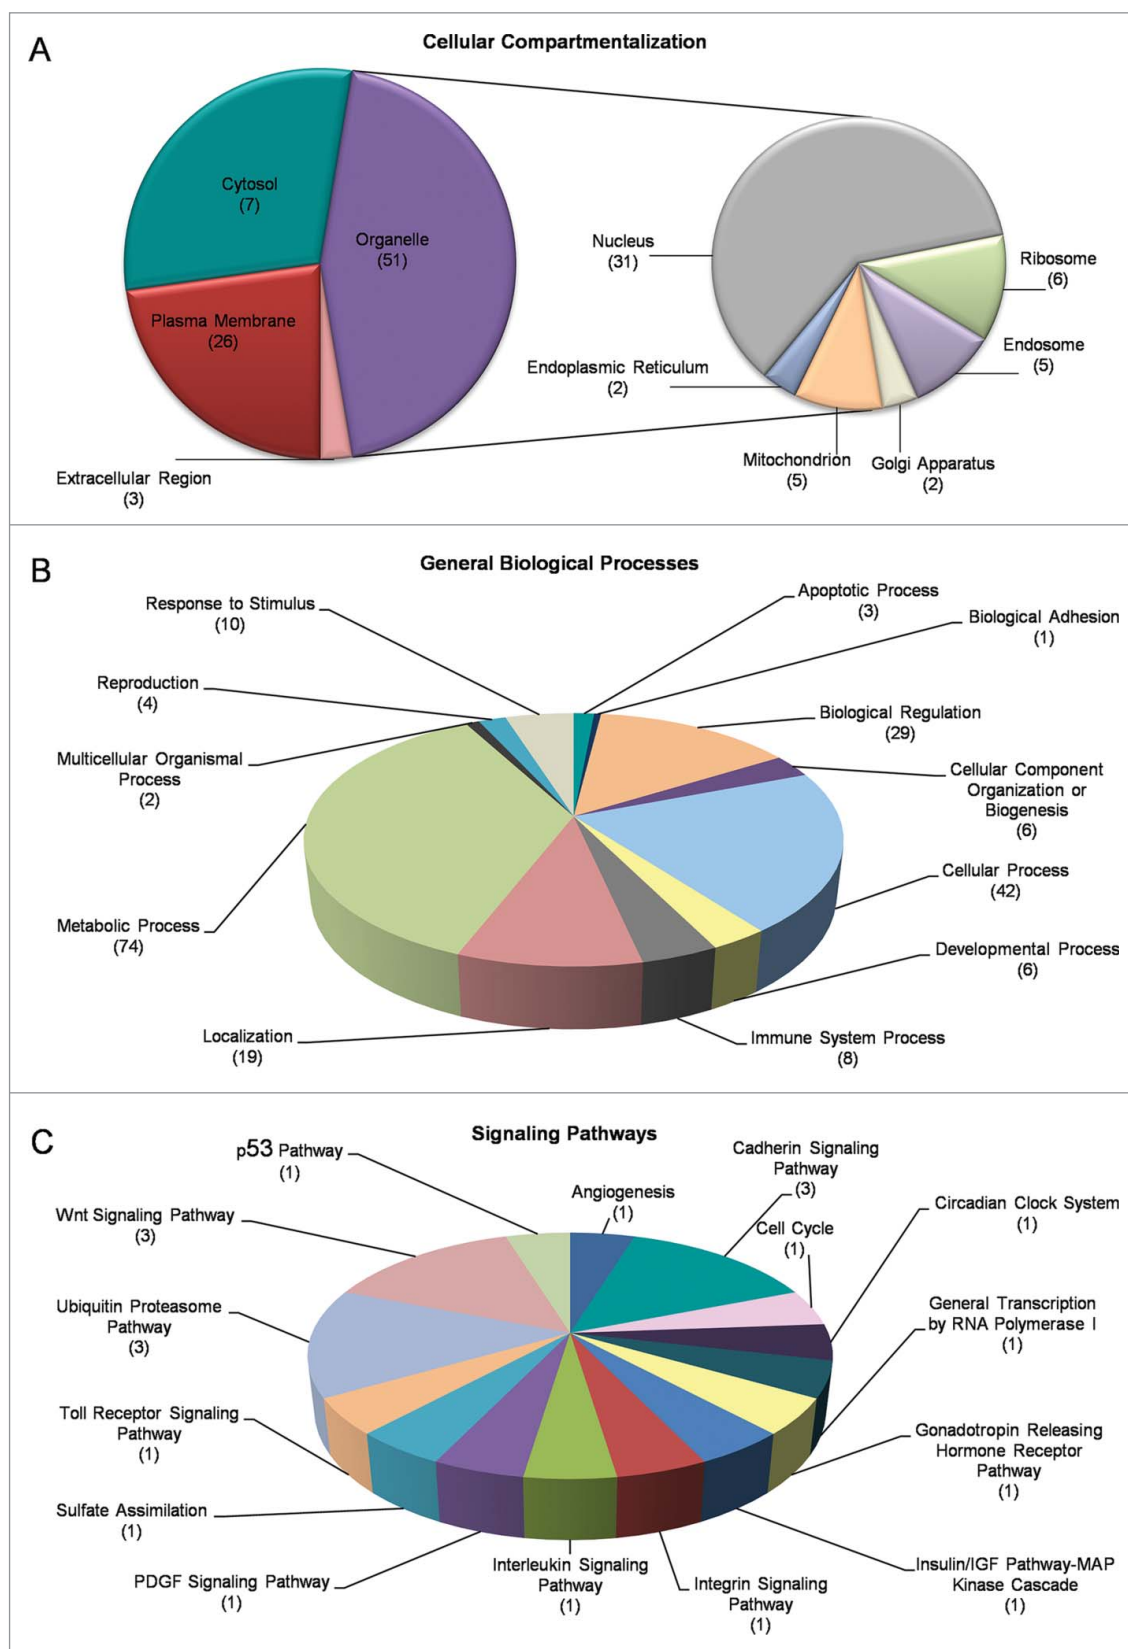 A
Cellular Compartmentalization
Cytosol
(7)
Organelle
(51)
Plasma Membrane
(26)
Extracellular Region
(3)
Nucleus
(31)
Ribosome
(6)
Endosome
(5)
Endoplasmic Reticulum
(2)
Mitochondrion
(5)
Golgi Apparatus
(2)
B
General Biological Processes
Response to Stimulus
(10)
Apoptotic Process
(3)
Biological Adhesion
(1)
Reproduction
(4)
Biological Regulation
(29)
Multicellular Organismal
Process
(2)
Cellular Component
Organization or
Biogenesis
(6)
Cellular Process
(42)
Metabolic Process
(74)
Developmental Process
(6)
Localization
(19)
Immune System Process
(8)
C
Signaling Pathways
p53 Pathway
(1)
Angiogenesis
(1)
Cadherin Signaling
Pathway
(3)
Circadian Clock System
(1)
Wnt Signaling Pathway
(3)
Cell Cycle
(1)
Ubiquitin Proteasome
Pathway
(3)
General Transcription
by RNA Polymerase I
(1)
Toll Receptor Signaling
Pathway
(1)
Gonadotropin Releasing
Hormone Receptor
Pathway
(1)
Sulfate Assimilation
(1)
PDGF Signaling Pathway
(1)
Interleukin Signaling
Pathway
(1)
Integrin Signaling
Pathway
(1)
Insulin/IGF Pathway-MAP
Kinase Cascade
(1)